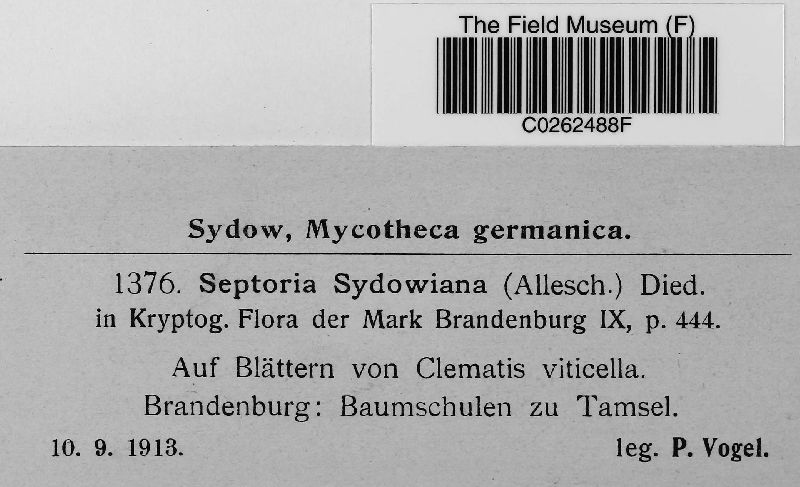 The Field Museum (F)
C0262488F
Sydow, Mycotheca germanica.
1376. Septoria Sydowiana (Allesch.) Died.
in Kryptog. Flora der Mark Brandenburg IX, p. 444.
Auf Blättern von Clematis viticella.
Brandenburg: Baumschulen zu Tamsel.
10. 9. 1913. leg. P. Vogel.